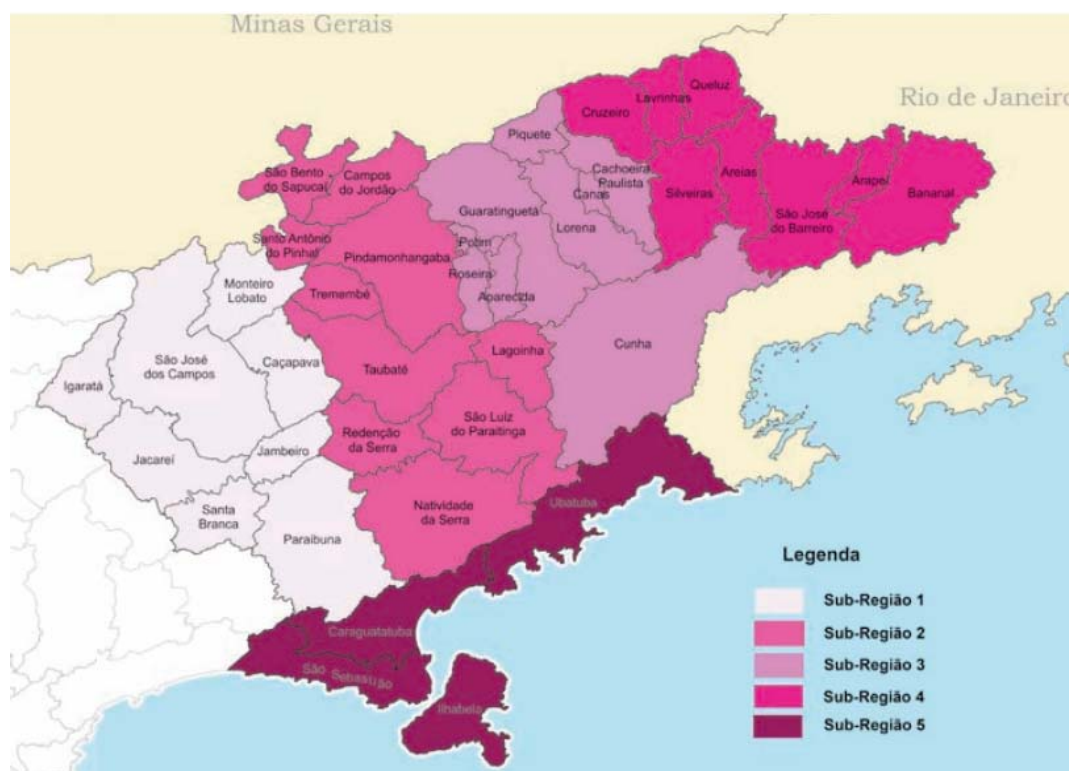 Minas Gerais
Rio de Janeiro
Queluz
Lavrinhas
Cruzeiro
Piquete
Cachoeira
Paulista
Canas
Silveiras
Areias
São José
do Barreiro
Arapeí
Bananal
São Bento
do Sapucaí
Campos
do Jordão
Guaratinguetá
Lorena
Santo Antônio
do Pinhal
Pindamonhangaba
Potim
Roseira
Aparecida
Tremembé
Monteiro
Lobato
Cunha
Lagoinha
Taubaté
São José
dos Campos
Caçapava
Igaratá
São Luíz
do Paraitinga
Redenção
da Serra
Jambeiro
Jacareí
Santa
Branca
Natividade
da Serra
Ubatuba
Paraibuna
Caraguatatuba
São Sebastião
Ilhabela
Legenda
Sub-Região 1
Sub-Região 2
Sub-Região 3
Sub-Região 4
Sub-Região 5